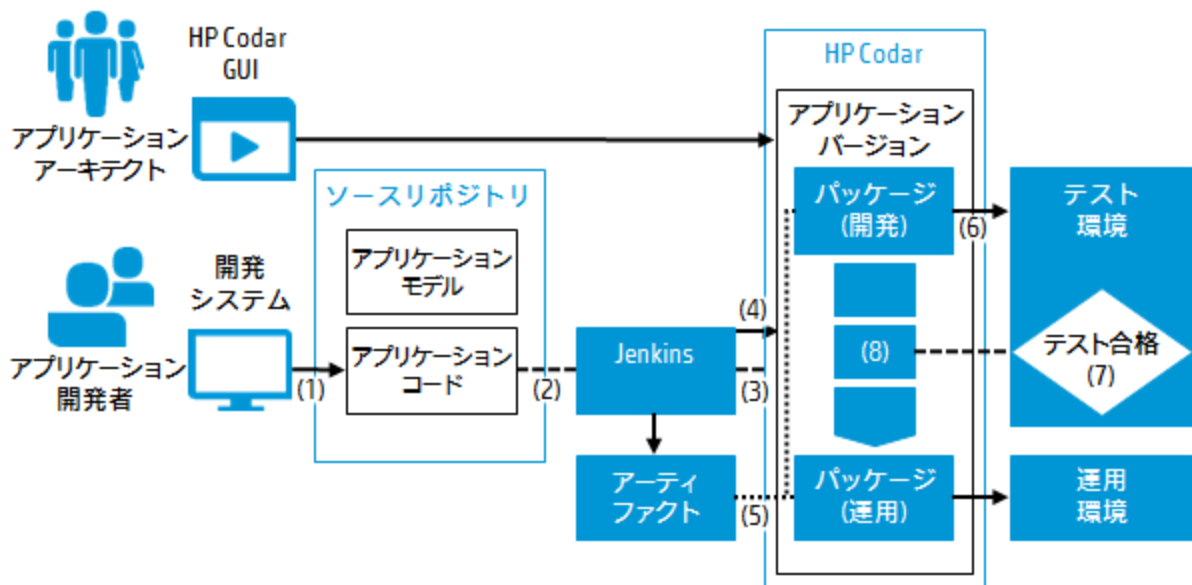 HP Codar
GUI
アプリケーション
アーキテクト
ソースリポジトリ
アプリケーション
モデル
開発
システム
アプリケーション
開発者
(1)
アプリケーション
コード
(2)
Jenkins
(4)
(3)
アーティ
ファクト
(5)
HP Codar
アプリケーション
バージョン
パッケージ
(開発)
(6)
テスト
環境
(8)
テスト合格
(7)
パッケージ
(運用)
運用
環境